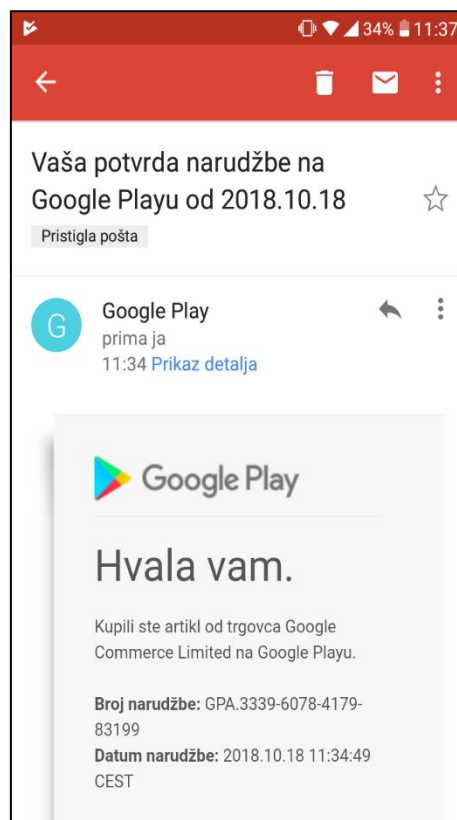 34% 11:37
Vaša potvrda narudžbe na
Google Playu od 2018.10.18
Pristigla pošta
G
Google Play
prima ja
11:34 Prikaz detalja
Google Play
Hvala vam.
Kupili ste artikl od trgovca Google
Commerce Limited na Google Playu.
Broj narudžbe: GPA.3339-6078-4179-
83199
Datum narudžbe: 2018.10.18 11:34:49
CEST